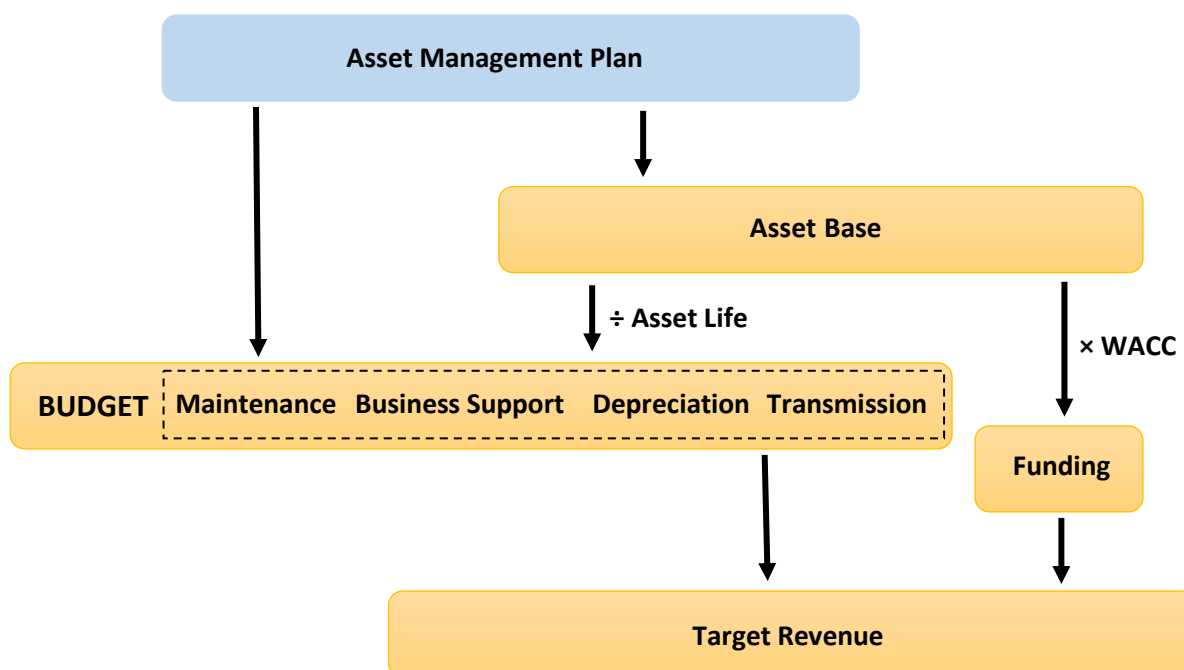 Asset Management Plan
Asset Base
÷ Asset Life
× WACC
BUDGET Maintenance Business Support Depreciation Transmission
Funding
Target Revenue